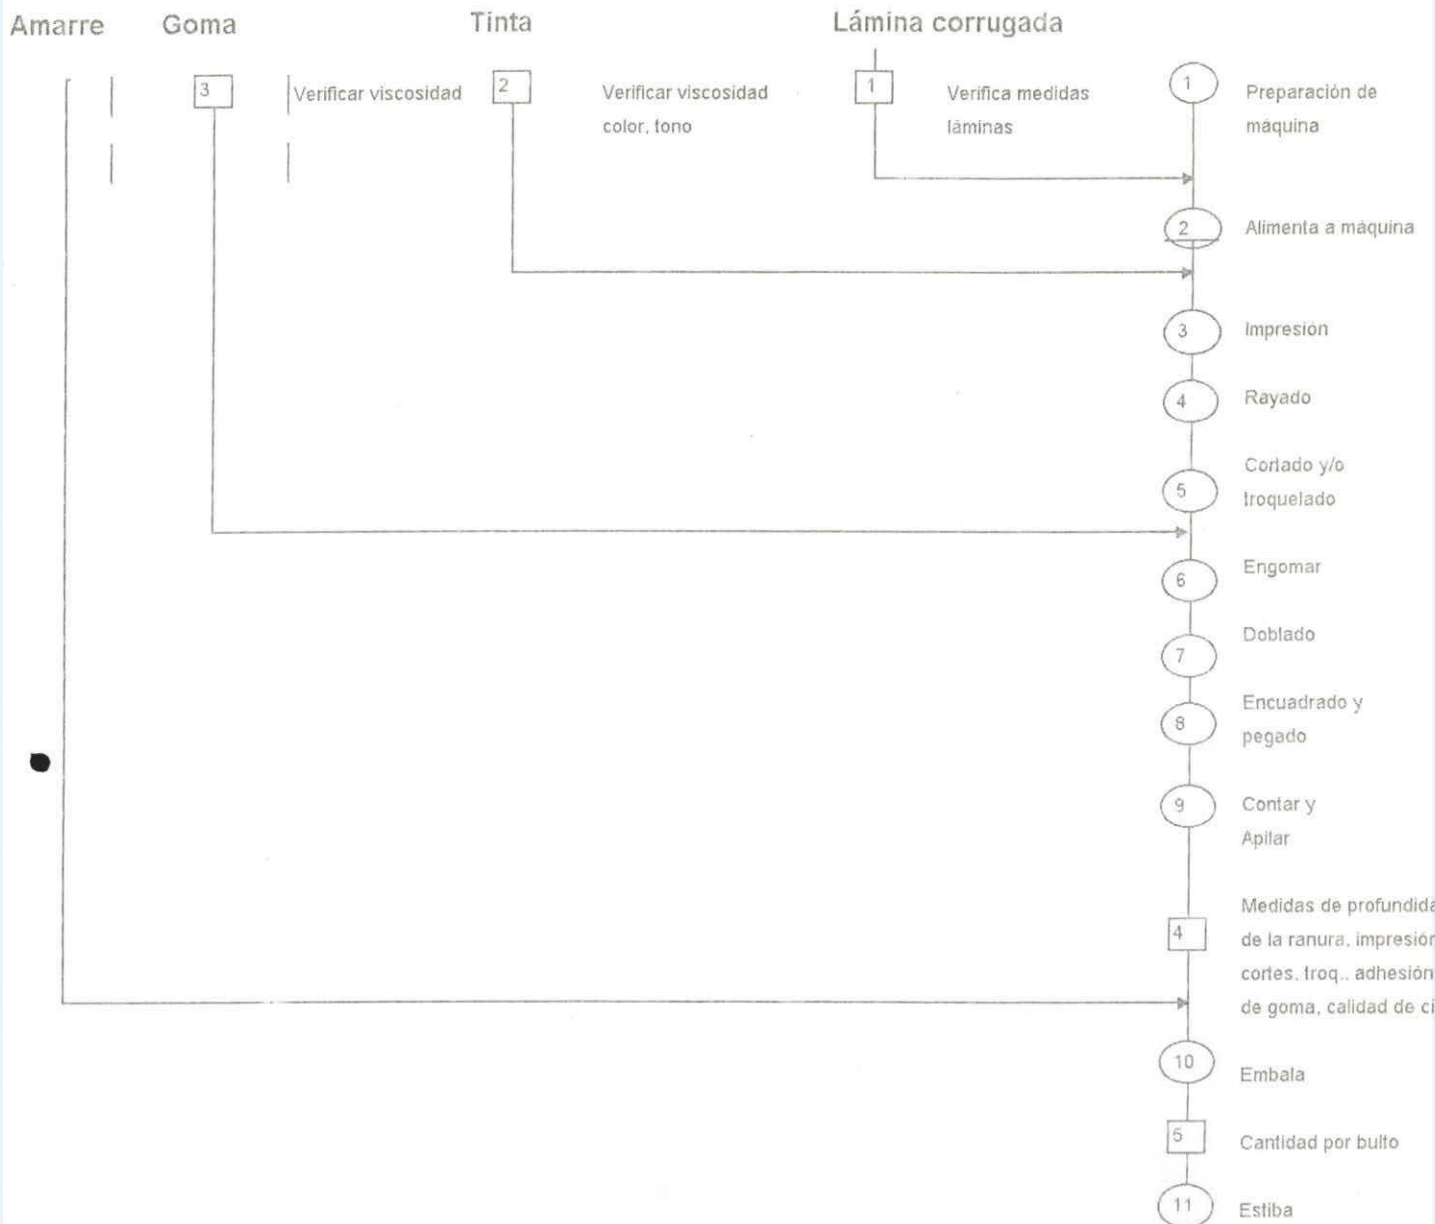 Amarre Goma Tinta Lámina corrugada
3 Verificar viscosidad 2 Verificar viscosidad 1 Verifica medidas 1 Preparación de
color, tono láminas máquina
2 Alimenta a máquina
3 Impresión
4 Rayado
Cortado y/o
5 troquelado
Engomar
6
Doblado
7
Encuadrado y
8 pegado
9 Contar y
Apilar
Medidas de profundida
4 de la ranura, impresión
cortes, troq., adhesión
de goma, calidad de ci
10 Embala
5 Cantidad por bulto
11 Estiba